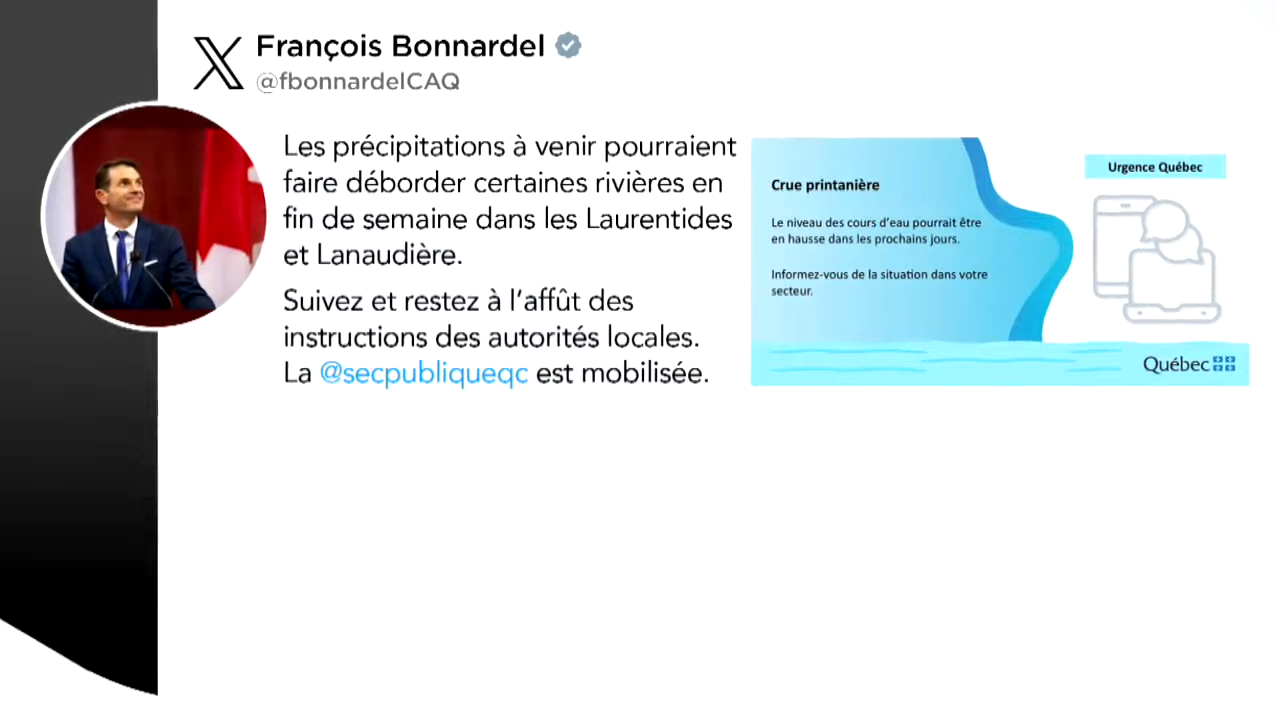 François Bonnardel
@fbonnardelCAQ
Les précipitations à venir pourraient
faire déborder certaines rivières en
fin de semaine dans les Laurentides
et Lanaudière.
Suivez et restez à l'affût des
instructions des autorités locales.
La @secpubliqueqc est mobilisée.
Urgence Québec
Crue printanière
Le niveau des cours d'eau pourrait être
en hausse dans les prochains jours.
Informez-vous de la situation dans votre
secteur.
Québec